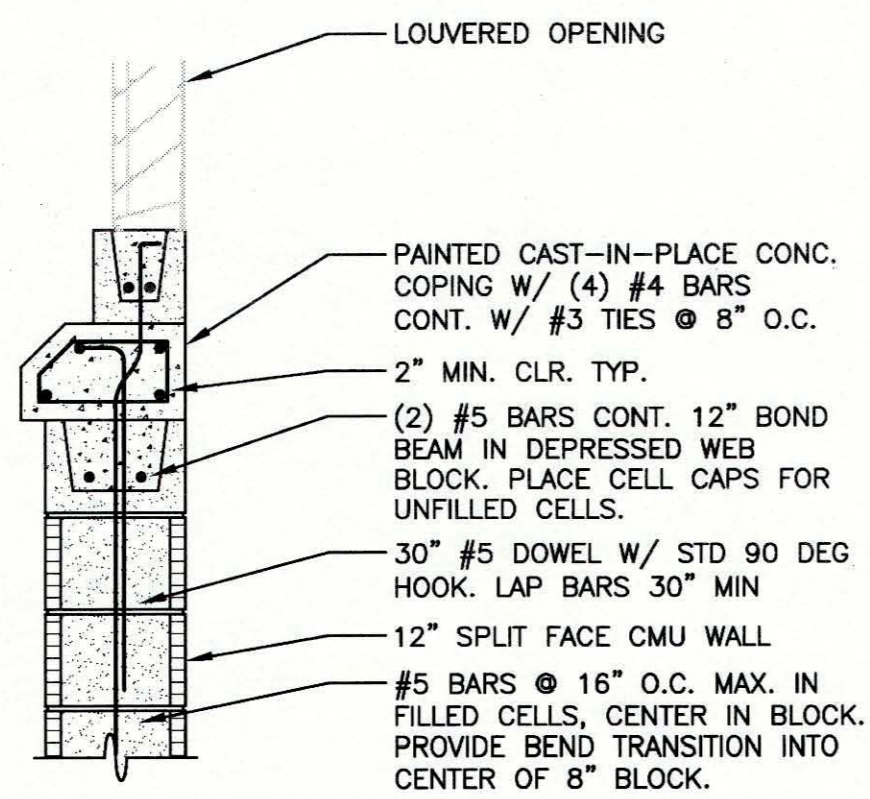 LOUVERED OPENING
PAINTED CAST-IN-PLACE CONC.
COPING W/ (4) #4 BARS
CONT. W/ #3 TIES @ 8" O.C.
2" MIN. CLR. TYP.
(2) #5 BARS CONT. 12" BOND
BEAM IN DEPRESSED WEB
BLOCK. PLACE CELL CAPS FOR
UNFILLED CELLS.
30" #5 DOWEL W/ STD 90 DEG
HOOK. LAP BARS 30" MIN
12" SPLIT FACE CMU WALL
#5 BARS @ 16" O.C. MAX. IN
FILLED CELLS, CENTER IN BLOCK.
PROVIDE BEND TRANSITION INTO
CENTER OF 8" BLOCK.